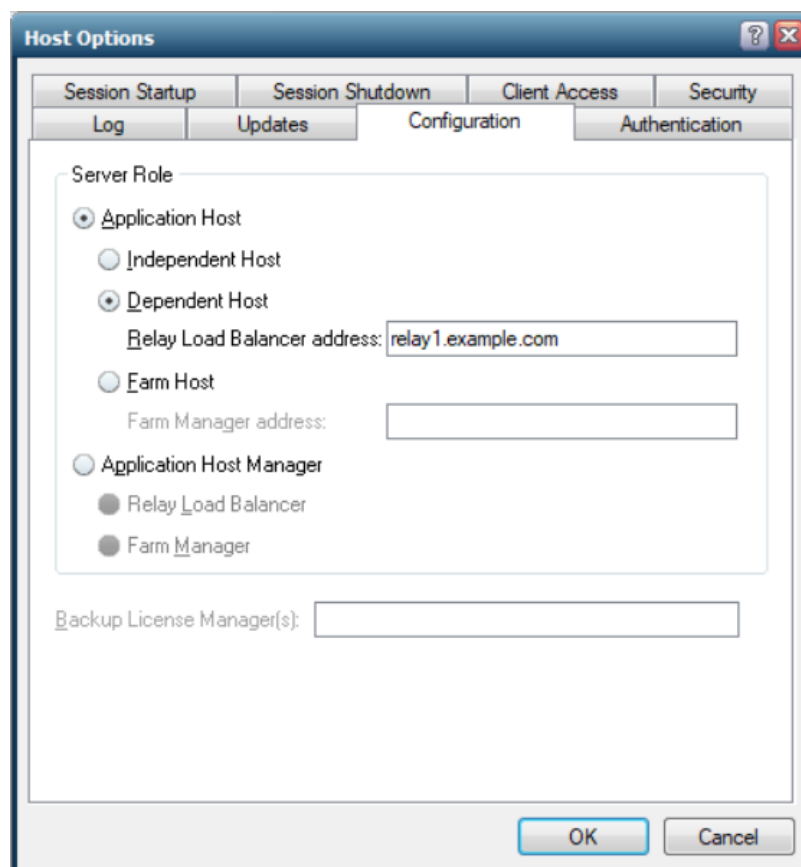 Host Options
Session Startup Session Shutdown Client Access Security
Log Updates Configuration Authentication
Server Role
Application Host
Independent Host
Dependent Host
Relay Load Balancer address: relay1.example.com
Farm Host
Farm Manager address:
Application Host Manager
Relay Load Balancer
Farm Manager
Backup License Manager(s):
OK Cancel